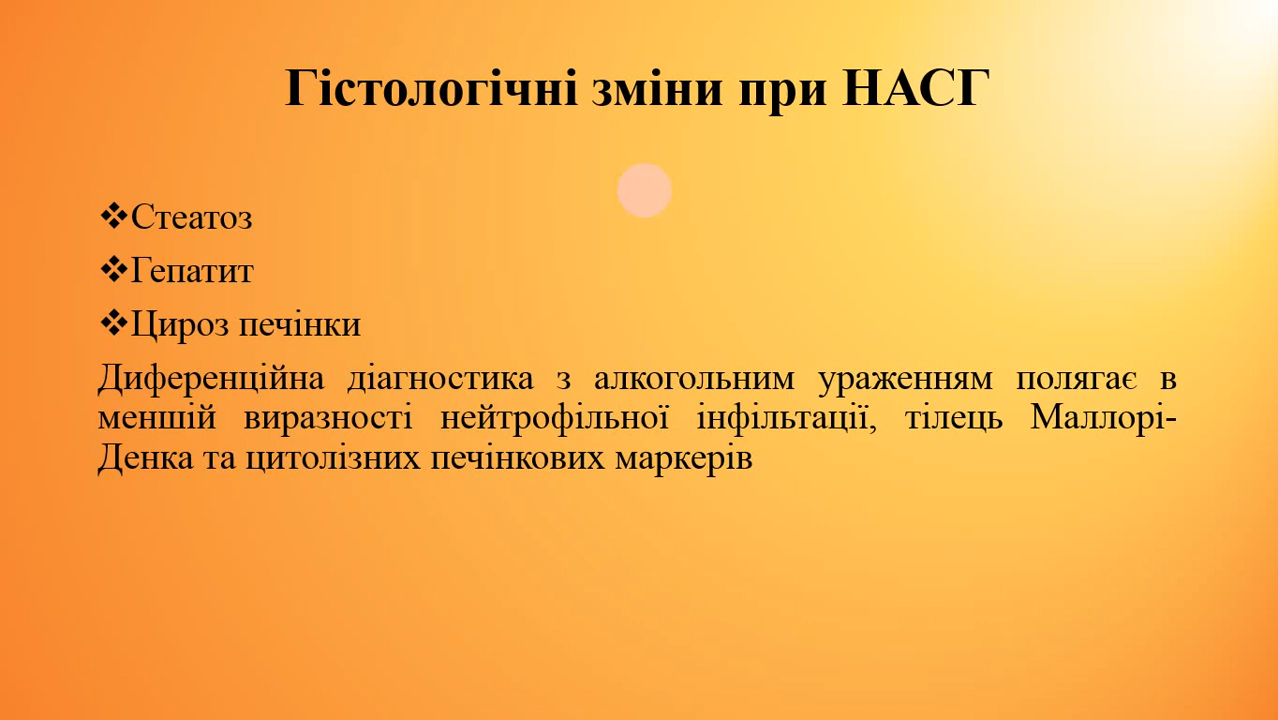 Гістологічні зміни при НАСГ
❖Стеатоз
❖Гепатит
❖Цироз печінки
Диференційна діагностика з алкогольним ураженням полягає в
меншій виразності нейтрофільної інфільтації, тілець Маллорі-
Денка та цитолізних печінкових маркерів